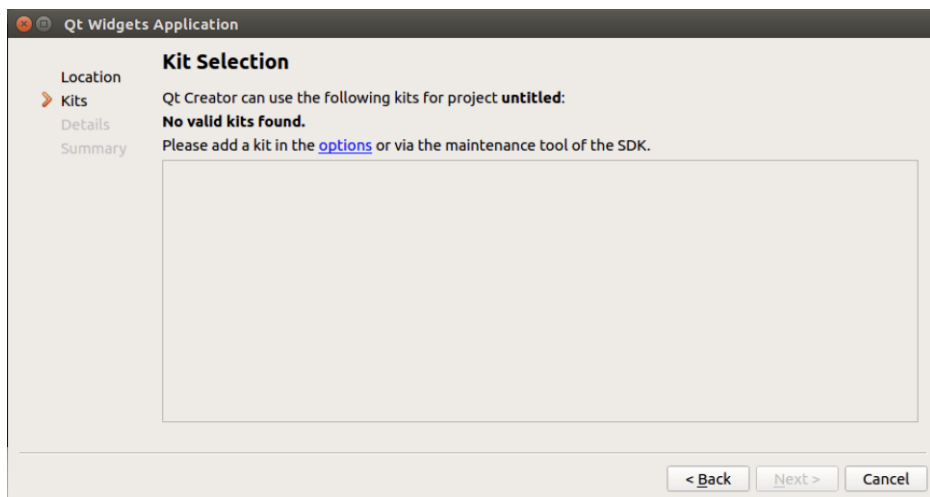 Qt Widgets Application
Location
Kits
Details
Summary
Kit Selection
Qt Creator can use the following kits for project untitled:
No valid kits found.
Please add a kit in the options or via the maintenance tool of the SDK.
< Back
Next >
Cancel